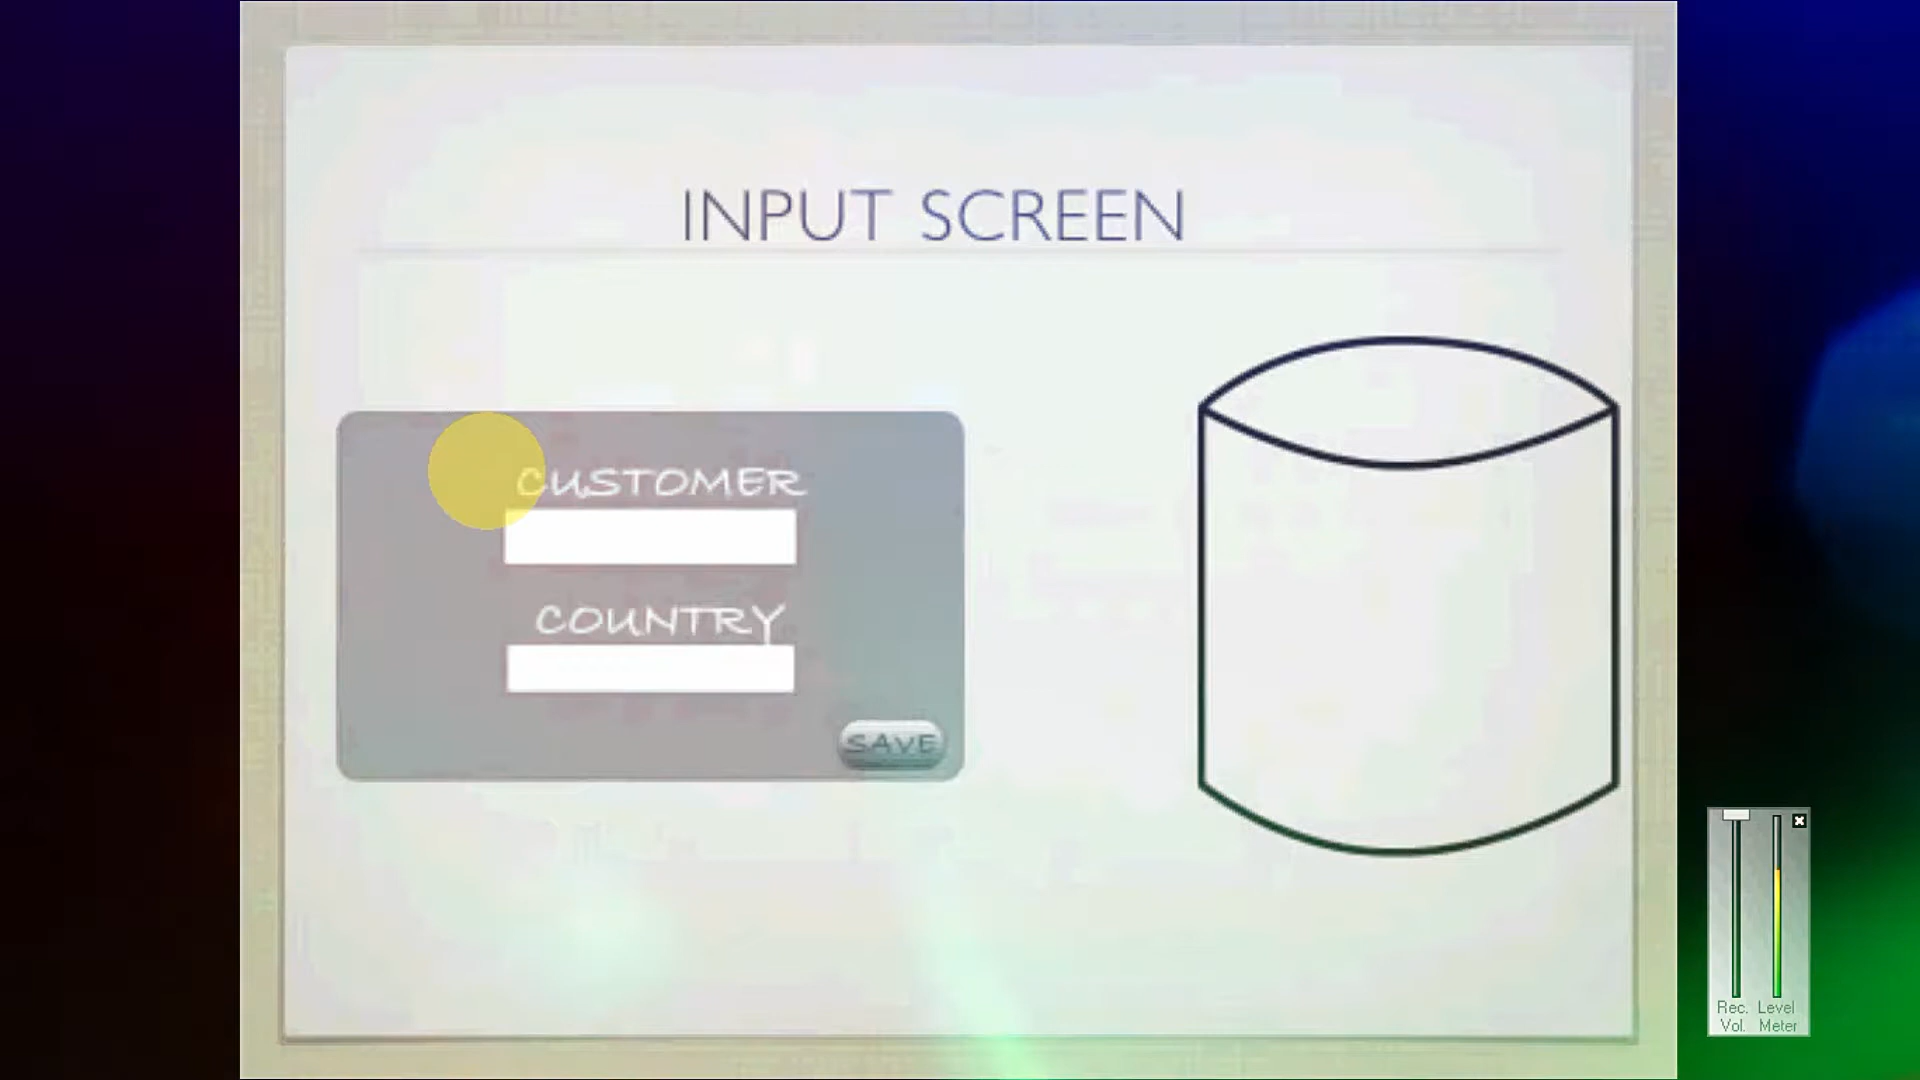 INPUT SCREEN
CUSTOMER
COUNTRY
SAVE
Rec. Level
Vol. Meter